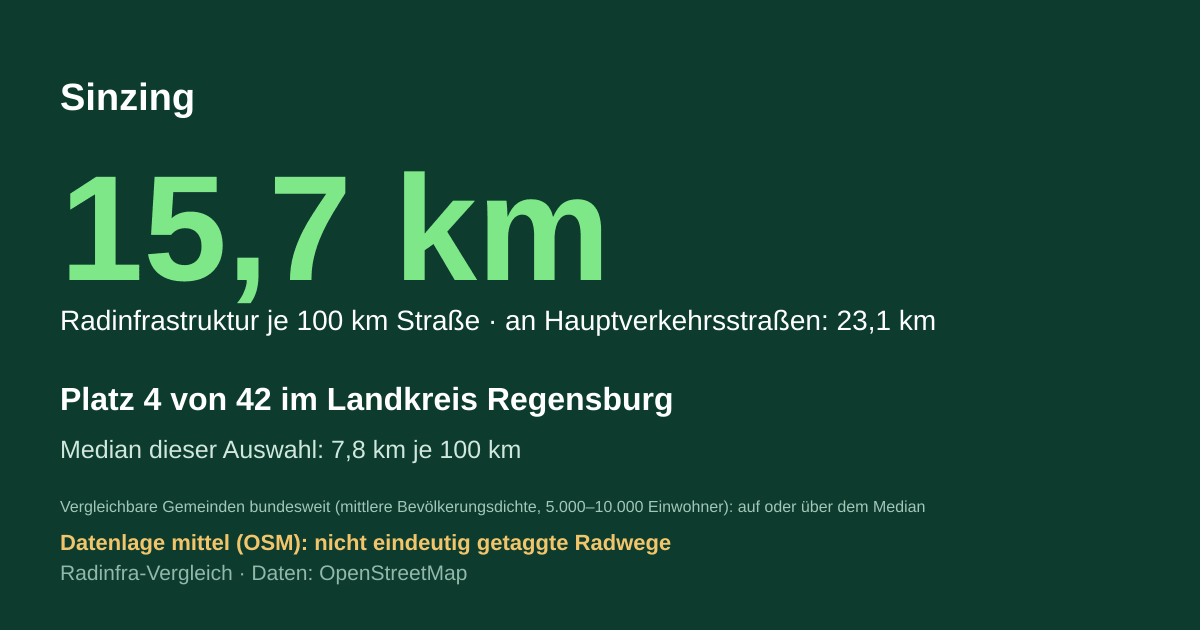 Sinzing
15,7 km
Radinfrastruktur je 100 km Straße · an Hauptverkehrsstraßen: 23,1 km
Platz 4 von 42 im Landkreis Regensburg
Median dieser Auswahl: 7,8 km je 100 km
Vergleichbare Gemeinden bundesweit (mittlere Bevölkerungsdichte, 5.000–10.000 Einwohner): auf oder über dem Median
Datenlage mittel (OSM): nicht eindeutig getaggte Radwege
Radinfra-Vergleich · Daten: OpenStreetMap